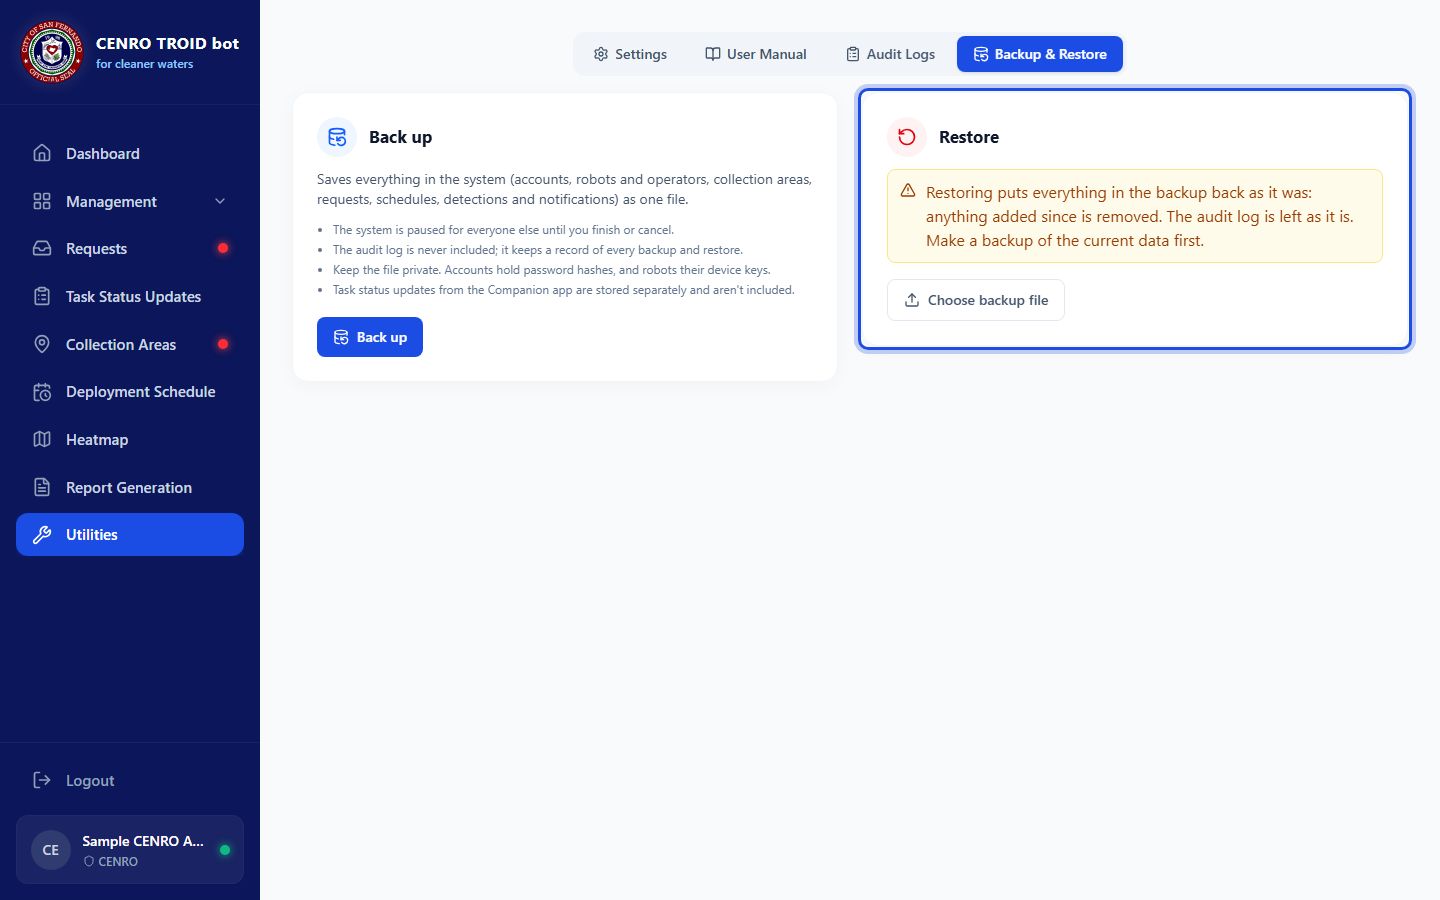 CITY OF SAN FERNANDO
OFFICIAL SEAL
CENRO TROID bot
for cleaner waters
Dashboard
Management
Requests
Task Status Updates
Collection Areas
Deployment Schedule
Heatmap
Report Generation
Utilities
Logout
CE
Sample CENRO A...
CENRO
Settings
User Manual
Audit Logs
Backup & Restore
Back up
Saves everything in the system (accounts, robots and operators, collection areas,
requests, schedules, detections and notifications) as one file.
• The system is paused for everyone else until you finish or cancel.
• The audit log is never included; it keeps a record of every backup and restore.
• Keep the file private. Accounts hold password hashes, and robots their device keys.
• Task status updates from the Companion app are stored separately and aren't included.
Back up
Restore
Restoring puts everything in the backup back as it was:
anything added since is removed. The audit log is left as it is.
Make a backup of the current data first.
Choose backup file